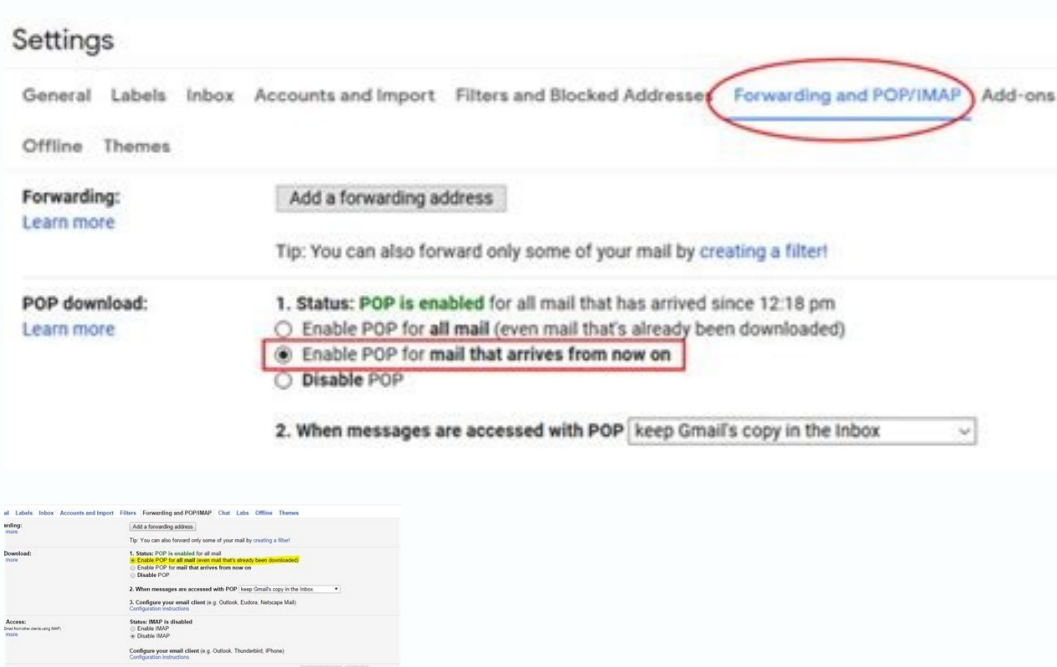 Settings
General Labels Inbox Accounts and Import Filters and Blocked Addresses Forwarding and POP/IMAP Add-ons
Offline Themes
Forwarding:
Learn more
Add a forwarding address
Tip: You can also forward only some of your mail by creating a filter!
POP download:
Learn more
1. Status: POP is enabled for all mail that has arrived since 12:18 pm
Enable POP for all mail (even mail that's already been downloaded)
Enable POP for mail that arrives from now on
Disable POP
2. When messages are accessed with POP keep Gmail's copy in the Inbox
al Labels Inbox Accounts and Import Filters Forwarding and POP/IMAP Chat Labs Offline Themes
arding:
more
Add a forwarding address
Tip: You can also forward only some of your mail by creating a filter!
Download:
more
1. Status: POP is enabled for all mail
Enable POP for all mail (even mail that's already been downloaded)
Enable POP for mail that arrives from now on
Disable POP
2. When messages are accessed with POP keep Gmail's copy in the Inbox
3. Configure your email client (e.g. Outlook, Eudora, Netscape Mail)
Configuration instructions
Access:
more
Status: IMAP is disabled
Enable IMAP
Disable IMAP
Configure your email client (e.g. Outlook, Thunderbird, iPhone)
Configuration instructions